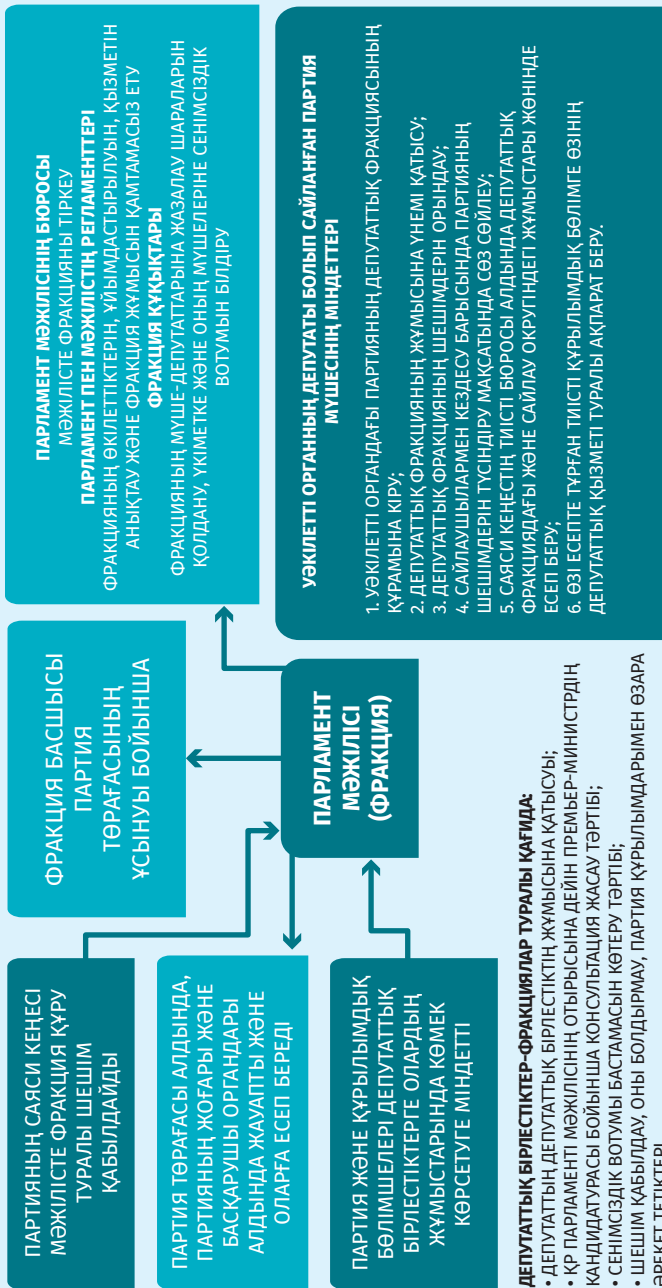 ПАРТИЯНЫҢ САЯСИ КЕҢЕСІ
МӘЖІЛІСТЕ ФРАКЦИЯ ҚҰРУ
ТУРАЛЫ ШЕШІМ
ҚАБЫЛДАЙДЫ
ПАРТИЯ ТӨРАҒАСЫ АЛДЫНДА,
ПАРТИЯНЫҢ ЖОҒАРЫ ЖӘНЕ
БАСҚАРУШЫ ОРГАНДАРЫ
АЛДЫНДА ЖАУАПТЫ ЖӘНЕ
ОЛАРҒА ЕСЕП БЕРЕДІ
ПАРТИЯ ЖӘНЕ ҚҰРЫЛЫМДЫҚ
БӨЛІМШЕЛЕРІ ДЕПУТАТТЫҚ
БІРЛЕСТІКТЕРГЕ ОЛАРДЫҢ
ЖҰМЫСТАРЫНДА КӨМЕК
КӨРСЕТУГЕ МІНДЕТТІ
ФРАКЦИЯ БАСШЫСЫ
ПАРТИЯ
ТӨРАҒАСЫНЫҢ
ҰСЫНУЫ БОЙЫНША
ПАРЛАМЕНТ
МӘЖІЛІСІ
(ФРАКЦИЯ)
ПАРЛАМЕНТ МӘЖІЛІСІНІҢ БЮРОСЫ
МӘЖІЛІСТЕ ФРАКЦИЯНЫ ТІРКЕУ
ПАРЛАМЕНТ ПЕН МӘЖІЛІСТІҢ РЕГЛАМЕНТТЕРІ
ФРАКЦИЯНЫҢ ӨКІЛЕТТІКТЕРІН, ҰЙЫМДАСТЫРЫЛУЫН, ҚЫЗМЕТІН
АНЫҚТАУ ЖӘНЕ ФРАКЦИЯ ЖҰМЫСЫН ҚАМТАМАСЫЗ ЕТУ
ФРАКЦИЯ ҚҰҚЫҚТАРЫ
ФРАКЦИЯНЫҢ МҮШЕ-ДЕПУТАТТАРЫНА ЖАЗАЛАУ ШАРАЛАРЫН
ҚОЛДАНУ, ҮКІМЕТКЕ ЖӘНЕ ОНЫҢ МҮШЕЛЕРІНЕ СЕНІМСІЗДІК
ВОТУМЫН БІЛДІРУ
УӘКІЛЕТТІ ОРГАННЫҢ ДЕПУТАТЫ БОЛЫП САЙЛАНҒАН ПАРТИЯ
МҮШЕСІНІҢ МІНДЕТТЕРІ
1. УӘКІЛЕТТІ ОРГАНДАҒЫ ПАРТИЯНЫҢ ДЕПУТАТТЫҚ ФРАКЦИЯСЫНЫҢ
ҚҰРАМЫНА КІРУ;
2. ДЕПУТАТТЫҚ ФРАКЦИЯНЫҢ ЖҰМЫСЫНА ҮНЕМІ ҚАТЫСУ;
3. ДЕПУТАТТЫҚ ФРАКЦИЯНЫҢ ШЕШІМДЕРІН ОРЫНДАУ;
4. САЙЛАУШЫЛАРМЕН КЕЗДЕСУ БАРЫСЫНДА ПАРТИЯНЫҢ
ШЕШІМДЕРІН ТҮСІНДІРУ МАҚСАТЫНДА СӨЗ СӨЙЛЕУ;
5. САЯСИ КЕҢЕСТІҢ ТИІСТІ БЮРОСЫ АЛДЫНДА ДЕПУТАТТЫҚ
ФРАКЦИЯДАҒЫ ЖӘНЕ САЙЛАУ ОКРУГІНДЕГІ ЖҰМЫСТАРЫ ЖӨНІНДЕ
ЕСЕП БЕРУ;
6. ӨЗІ ЕСЕПТЕ ТҰРҒАН ТИІСТІ ҚҰРЫЛЫМДЫҚ БӨЛІМГЕ ӨЗІНІҢ
ДЕПУТАТТЫҚ ҚЫЗМЕТІ ТУРАЛЫ АҚПАРАТ БЕРУ.
ДЕПУТАТТЫҚ БІРЛЕСТІКТЕР-ФРАКЦИЯЛАР ТУРАЛЫ ҚАҒИДА:
• ДЕПУТАТТЫҢ ДЕПУТАТТЫҚ БІРЛЕСТІКТІҢ ЖҰМЫСЫНА ҚАТЫСУЫ;
• ҚР ПАРЛАМЕНТІ МӘЖІЛІСІНІҢ ОТЫРЫСЫНА ДЕЙІН ПРЕМЬЕР-МИНИСТРДІҢ
КАНДИДАТУРАСЫ БОЙЫНША КОНСУЛЬТАЦИЯ ЖАСАУ ТӘРТІБІ;
• СЕНІМСІЗДІК ВОТУМЫ БАСТАМАСЫН КӨТЕРУ ТӘРТІБІ;
• ШЕШІМ ҚАБЫЛДАУ, ОНЫ БОЛДЫРМАУ, ПАРТИЯ ҚҰРЫЛЫМДАРЫМЕН ӨЗАРА
ӘРЕКЕТ ТЕТІКТЕРІ